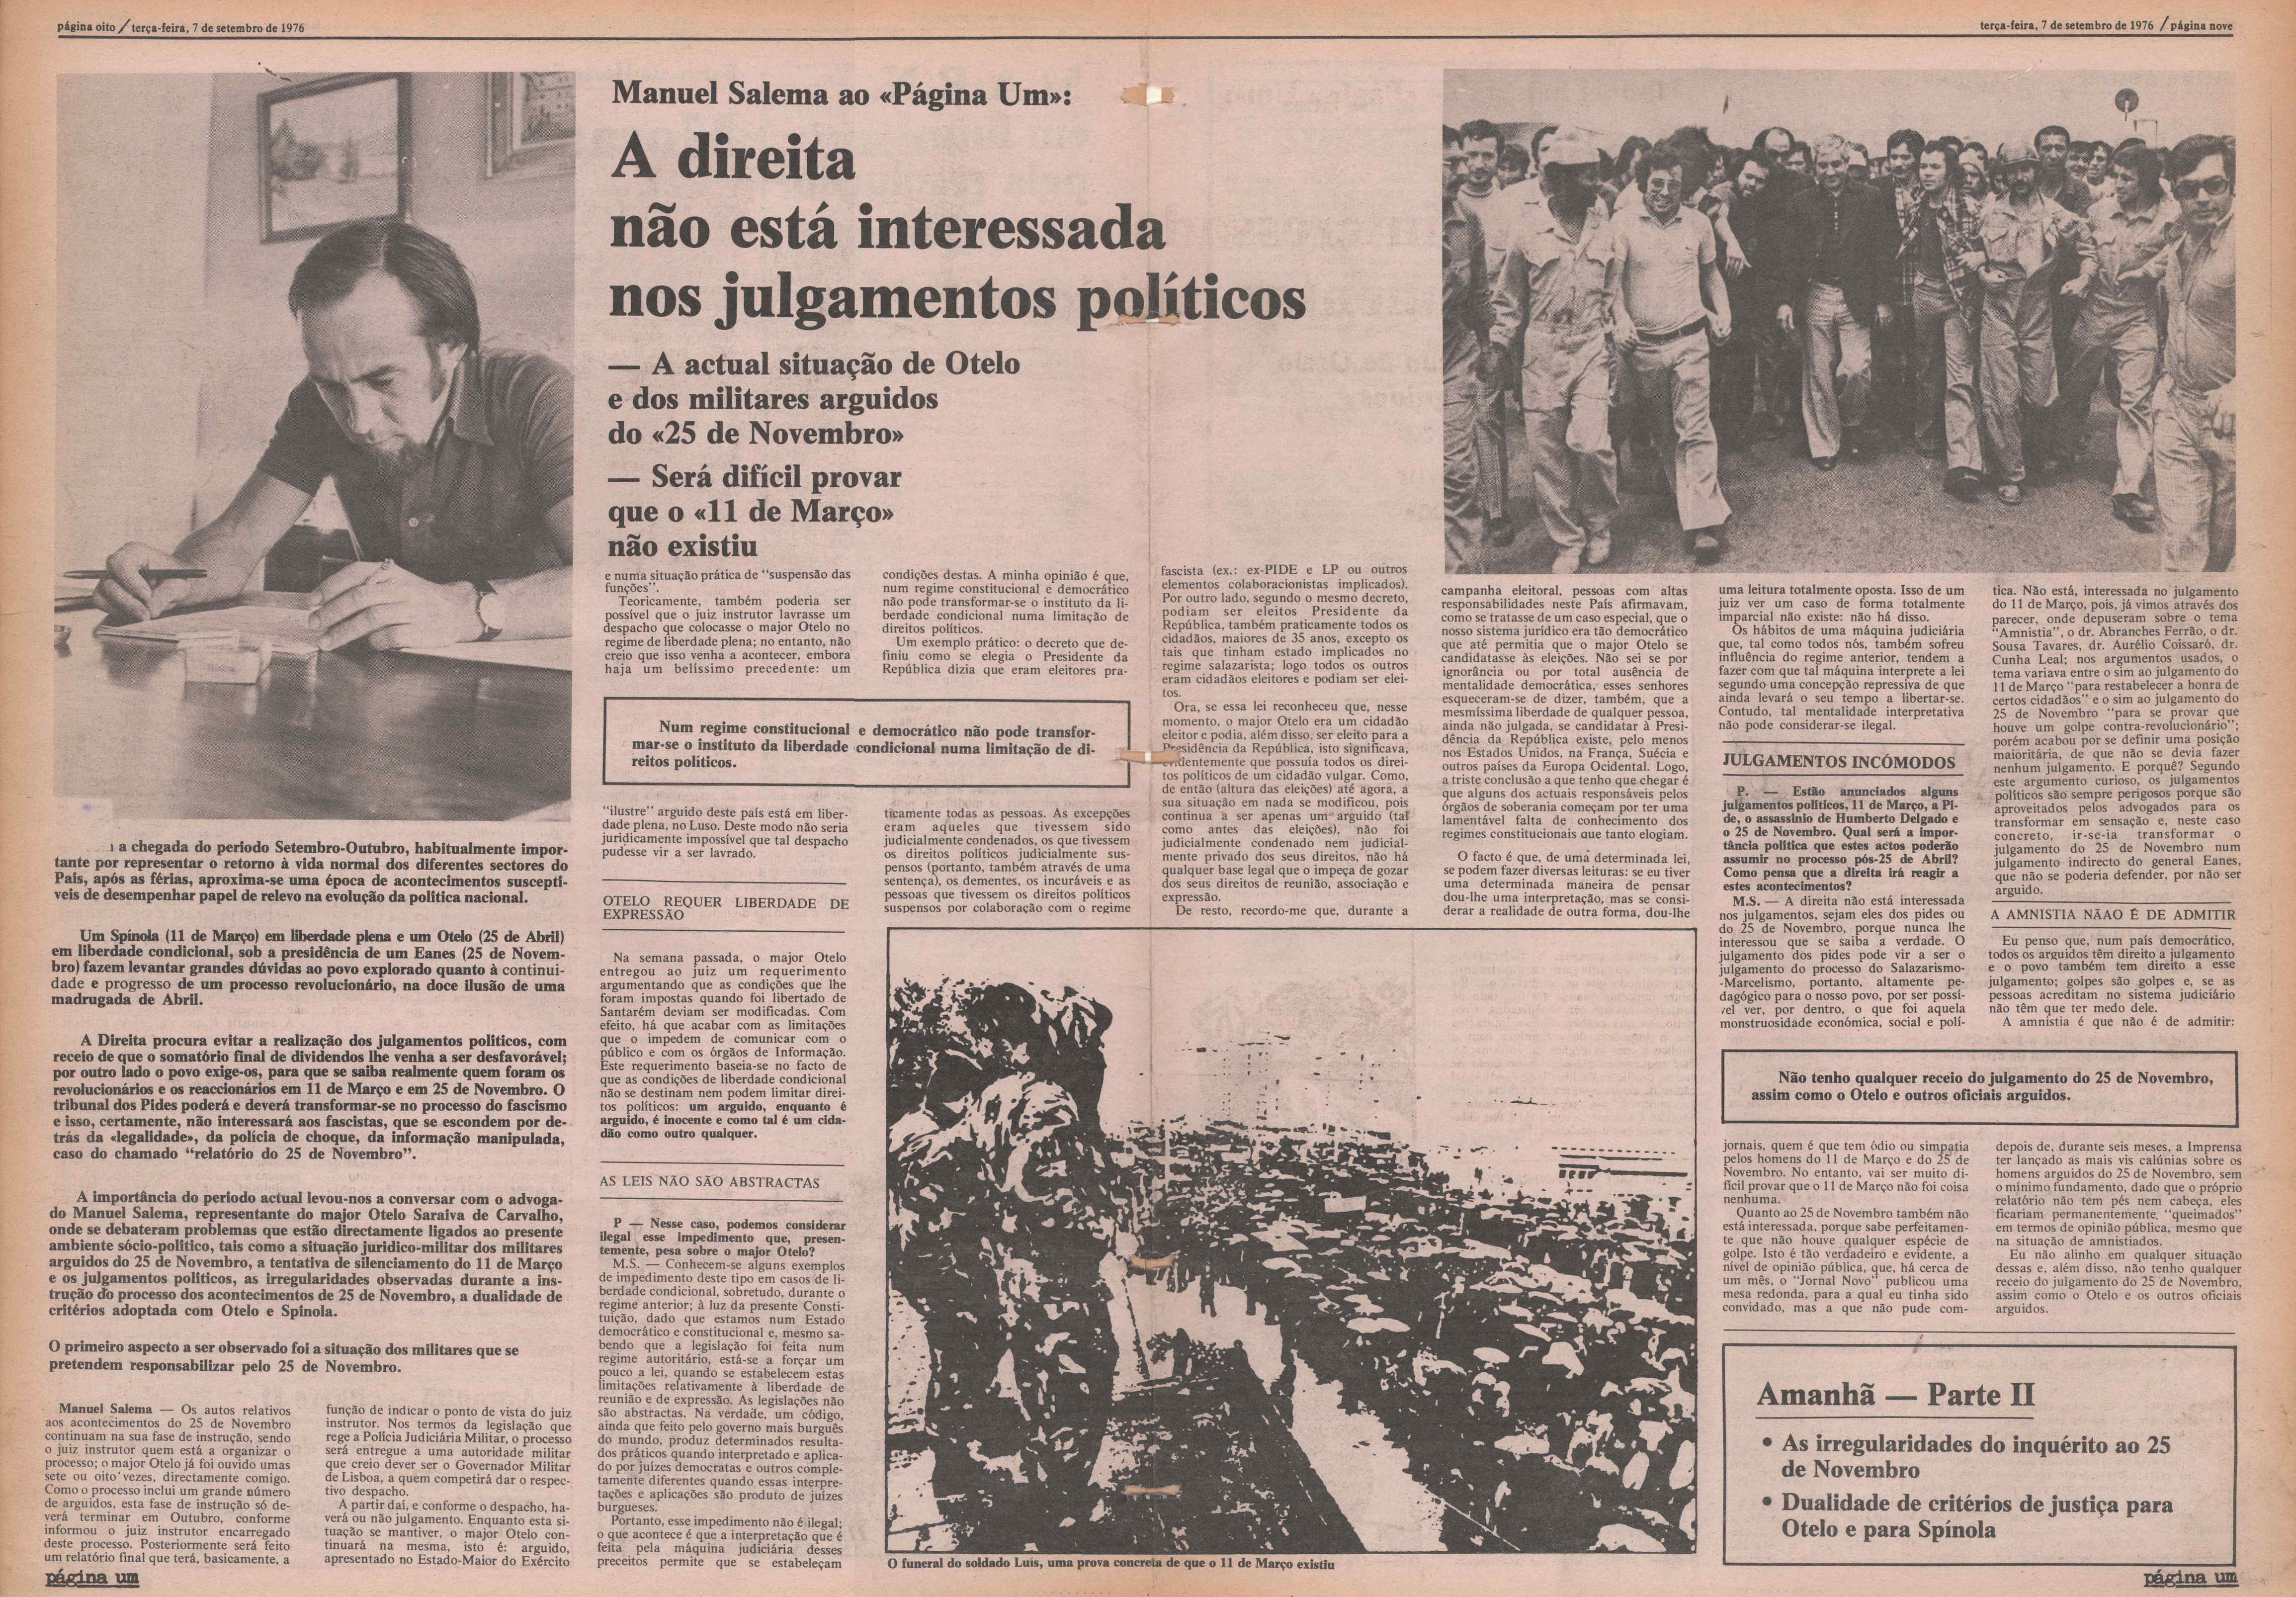 página oito / terça-feira, 7 de setembro de 1976
terça-feira, 7 de setembro de 1976 / página nove
Manuel Salema ao «Página Um»:
A direita
não está interessada
nos julgamentos políticos
— A actual situação de Otelo
e dos militares arguidos
do «25 de Novembro»
— Será difícil provar
que o «11 de Março»
não existiu
a chegada do periodo Setembro-Outubro, habitualmente impor-
tante por representar o retorno à vida normal dos diferentes sectores do
País, após as férias, aproxima-se uma época de acontecimentos susceptí-
veis de desempenhar papel de relevo na evolução da política nacional.
Um Spínola (11 de Março) em liberdade plena e um Otelo (25 de Abril)
em liberdade condicional, sob a presidência de um Eanes (25 de Novem-
bro) fazem levantar grandes dúvidas ao povo explorado quanto à continui-
dade e progresso de um processo revolucionário, na doce ilusão de uma
madrugada de Abril.
A Direita procura evitar a realização dos julgamentos políticos, com
receio de que o somatório final de dividendos lhe venha a ser desfavorável;
por outro lado o povo exige-os, para que se saiba realmente quem foram os
revolucionários e os reaccionários em 11 de Março e em 25 de Novembro. O
tribunal dos Pides poderá e deverá transformar-se no processo do fascismo
e isso, certamente, não interessará aos fascistas, que se escondem por de-
trás da «legalidade», da polícia de choque, da informação manipulada,
caso do chamado “relatório do 25 de Novembro”.
A importância do periodo actual levou-nos a conversar com o advoga-
do Manuel Salema, representante do major Otelo Saraiva de Carvalho,
onde se debateram problemas que estão directamente ligados ao presente
ambiente sócio-politico, tais como a situação juridico-militar dos militares
arguidos do 25 de Novembro, a tentativa de silenciamento do 11 de Março
e os julgamentos políticos, as irregularidades observadas durante a ins-
trução do processo dos acontecimentos de 25 de Novembro, a dualidade de
critérios adoptada com Otelo e Spínola.
O primeiro aspecto a ser observado foi a situação dos militares que se
pretendem responsabilizar pelo 25 de Novembro.
Manuel Salema — Os autos relativos
aos acontecimentos do 25 de Novembro
continuam na sua fase de instrução, sendo
o juiz instrutor quem está a organizar o
processo; o major Otelo já foi ouvido umas
sete ou oito vezes, directamente comigo.
Como o processo inclui um grande número
de arguidos, esta fase de instrução só de-
verá terminar em Outubro, conforme
informou o juiz instrutor encarregado
deste processo. Posteriormente será feito
um relatório final que terá, basicamente, a
função de indicar o ponto de vista do juiz
instrutor. Nos termos da legislação que
rege a Polícia Judiciária Militar, o processo
será entregue a uma autoridade militar
que creio dever ser o Governador Militar
de Lisboa, a quem competirá dar o respec-
tivo despacho.
A partir daí, e conforme o despacho, ha-
verá ou não julgamento. Enquanto esta si-
tuação se mantiver, o major Otelo con-
tinuará na mesma, isto é: arguido,
apresentado no Estado-Maior do Exército
e numa situação prática de “suspensão das
funções”.
Teoricamente, também poderia ser
possível que o juiz instrutor lavrasse um
despacho que colocasse o major Otelo no
regime de liberdade plena; no entanto, não
creio que isso venha a acontecer, embora
haja um belíssimo precedente: um
“ilustre” arguido deste país está em liber-
dade plena, no Luso. Deste modo não seria
juridicamente impossível que tal despacho
pudesse vir a ser lavrado.
OTELO REQUER LIBERDADE DE
EXPRESSÃO
Na semana passada, o major Otelo
entregou ao juiz um requerimento
argumentando que as condições que lhe
foram impostas quando foi libertado de
Santarém deviam ser modificadas. Com
efeito, há que acabar com as limitações
que o impedem de comunicar com o
público e com os órgãos de Informação.
Este requerimento baseia-se no facto de
que as condições de liberdade condicional
não se destinam nem podem limitar direi-
tos políticos: um arguido, enquanto é
arguido, é inocente e como tal é um cida-
dão como outro qualquer.
AS LEIS NÃO SÃO ABSTRACTAS
P — Nesse caso, podemos considerar
ilegal esse impedimento que, presen-
temente, pesa sobre o major Otelo?
M.S. — Conhecem-se alguns exemplos
de impedimento deste tipo em casos de li-
berdade condicional, sobretudo, durante o
regime anterior; à luz da presente Consti-
tuição, dado que estamos num Estado
democrático e constitucional e, mesmo sa-
bendo que a legislação foi feita num
regime autoritário, está-se a forçar um
pouco a lei, quando se estabelecem estas
limitações relativamente à liberdade de
reunião e de expressão. As legislações não
são abstractas. Na verdade, um código,
ainda que feito pelo governo mais burguês
do mundo, produz determinados resulta-
dos práticos quando interpretado e aplica-
do por juízes democratas e outros comple-
tamente diferentes quando essas interpre-
tações e aplicações são produto de juízes
burgueses.
Portanto, esse impedimento não é ilegal;
o que acontece é que a interpretação que é
feita pela máquina judiciária desses
preceitos permite que se estabeleçam
condições destas. A minha opinião é que,
num regime constitucional e democrático
não pode transformar-se o instituto da li-
berdade condicional numa limitação de
direitos políticos.
Um exemplo prático: o decreto que de-
finiu como se elegia o Presidente da
República dizia que eram eleitores pra-
Num regime constitucional e democrático não pode transfor-
mar-se o instituto da liberdade condicional numa limitação de di-
reitos políticos.
ticamente todas as pessoas. As excepções
eram aqueles que tivessem sido
judicialmente condenados, os que tivessem
os direitos políticos judicialmente sus-
pensos (portanto, também através de uma
sentença), os dementes, os incuráveis e as
pessoas que tivessem os direitos políticos
suspensos por colaboração com o regime
fascista (ex.: ex-PIDE e LP ou outros
elementos colaboracionistas implicados).
Por outro lado, segundo o mesmo decreto,
podiam ser eleitos Presidente da
República, também praticamente todos os
cidadãos, maiores de 35 anos, excepto os
tais que tinham estado implicados no
regime salazarista; logo todos os outros
eram cidadãos eleitores e podiam ser elei-
tos.
Ora, se essa lei reconheceu que, nesse
momento, o major Otelo era um cidadão
eleitor e podia, além disso, ser eleito para a
Presidência da República, isto significava,
evidentemente que possuía todos os direi-
tos políticos de um cidadão vulgar. Como,
de então (altura das eleições) até agora, a
sua situação em nada se modificou, pois
continua a ser apenas um arguido (tal
como antes das eleições), não foi
judicialmente condenado nem judicial-
mente privado dos seus direitos, não há
qualquer base legal que o impeça de gozar
dos seus direitos de reunião, associação e
expressão.
De resto, recordo-me que, durante a
campanha eleitoral, pessoas com altas
responsabilidades neste País afirmavam,
como se tratasse de um caso especial, que o
nosso sistema jurídico era tão democrático
que até permitia que o major Otelo se
candidatasse às eleições. Não sei se por
ignorância ou por total ausência de
mentalidade democrática, esses senhores
esqueceram-se de dizer, também, que a
mesmíssima liberdade de qualquer pessoa,
ainda não julgada, se candidatar à Presi-
dência da República existe, pelo menos
nos Estados Unidos, na França, Suécia e
outros países da Europa Ocidental. Logo,
a triste conclusão a que tenho que chegar é
que alguns dos actuais responsáveis pelos
órgãos de soberania começam por ter uma
lamentável falta de conhecimento dos
regimes constitucionais que tanto elogiam.
O facto é que, de uma determinada lei,
se podem fazer diversas leituras: se eu tiver
uma determinada maneira de pensar
dou-lhe uma interpretação, mas se consi-
derar a realidade de outra forma, dou-lhe
uma leitura totalmente oposta. Isso de um
juiz ver um caso de forma totalmente
imparcial não existe: não há disso.
Os hábitos de uma máquina judiciária
que, tal como todos nós, também sofreu
influência do regime anterior, tendem a
fazer com que tal máquina interprete a lei
segundo uma concepção repressiva de que
ainda levará o seu tempo a libertar-se.
Contudo, tal mentalidade interpretativa
não pode considerar-se ilegal.
JULGAMENTOS INCÓMODOS
P. — Estão anunciados alguns
julgamentos políticos, 11 de Março, a Pi-
de, o assassínio de Humberto Delgado e
o 25 de Novembro. Qual será a impor-
tância política que estes actos poderão
assumir no processo pós-25 de Abril?
Como pensa que a direita irá reagir a
estes acontecimentos?
M.S. — A direita não está interessada
nos julgamentos, sejam eles dos pides ou
do 25 de Novembro, porque nunca lhe
interessou que se saiba a verdade. O
julgamento dos pides pode vir a ser o
julgamento do processo do Salazarismo-
-Marcelismo, portanto, altamente pe-
dagógico para o nosso povo, por ser possí-
vel ver, por dentro, o que foi aquela
monstruosidade económica, social e polí-
tica. Não está, interessada no julgamento
do 11 de Março, pois, já vimos através dos
parecer, onde depuseram sobre o tema
“Amnistia”, o dr. Abranches Ferrão, o dr.
Sousa Tavares, dr. Aurélio Coissaró, dr.
Cunha Leal; nos argumentos usados, o
tema variava entre o sim ao julgamento do
11 de Março “para restabelecer a honra de
certos cidadãos” e o sim ao julgamento do
25 de Novembro “para se provar que
houve um golpe contra-revolucionário”;
porém acabou por se definir uma posição
maioritária, de que não se devia fazer
nenhum julgamento. E porquê? Segundo
este argumento curioso, os julgamentos
políticos são sempre perigosos porque são
aproveitados pelos advogados para os
transformar em sensação e, neste caso
concreto, ir-se-ia transformar o
julgamento do 25 de Novembro num
julgamento indirecto do general Eanes,
que não se poderia defender, por não ser
arguido.
A AMNISTIA NÃAO É DE ADMITIR
Eu penso que, num país democrático,
todos os arguidos têm direito a julgamento
e o povo também tem direito a esse
julgamento; golpes são golpes e, se as
pessoas acreditam no sistema judiciário
não têm que ter medo dele.
A amnistia é que não é de admitir:
Não tenho qualquer receio do julgamento do 25 de Novembro,
assim como o Otelo e outros oficiais arguidos.
jornais, quem é que tem ódio ou simpatia
pelos homens do 11 de Março e do 25 de
Novembro. No entanto, vai ser muito di-
fícil provar que o 11 de Março não foi coisa
nenhuma.
Quanto ao 25 de Novembro também não
está interessada, porque sabe perfeitamen-
te que não houve qualquer espécie de
golpe. Isto é tão verdadeiro e evidente, a
nível de opinião pública, que, há cerca de
um mês, o “Jornal Novo” publicou uma
mesa redonda, para a qual eu tinha sido
convidado, mas a que não pude com-
depois de, durante seis meses, a Imprensa
ter lançado as mais vis calúnias sobre os
homens arguidos do 25 de Novembro, sem
o mínimo fundamento, dado que o próprio
relatório não tem pés nem cabeça, eles
ficariam permanentemente “queimados”
em termos de opinião pública, mesmo que
na situação de amnistiados.
Eu não alinho em qualquer situação
dessas e, além disso, não tenho qualquer
receio do julgamento do 25 de Novembro,
assim como o Otelo e os outros oficiais
arguidos.
O funeral do soldado Luís, uma prova concreta de que o 11 de Março existiu
Amanhã — Parte II
• As irregularidades do inquérito ao 25
de Novembro
• Dualidade de critérios de justiça para
Otelo e para Spínola
página um
página um